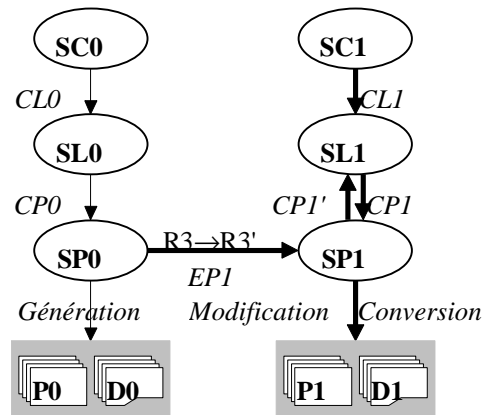 SC0 SC1
CL0 CL1
SL0 SL1
CP0 CP1' CP1
R3→R3'
SP0 SP1
EP1
Génération Modification Conversion
P0 D0 P1 D1